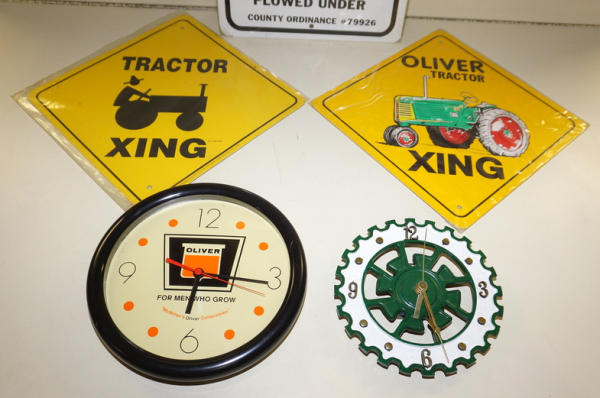 PLOWED UNDER
COUNTY ORDINANCE #79926
TRACTOR
XING
OLIVER
TRACTOR
XING
12
OLIVER
9
3
FOR MEN WHO GROW
6
12
9
3
6